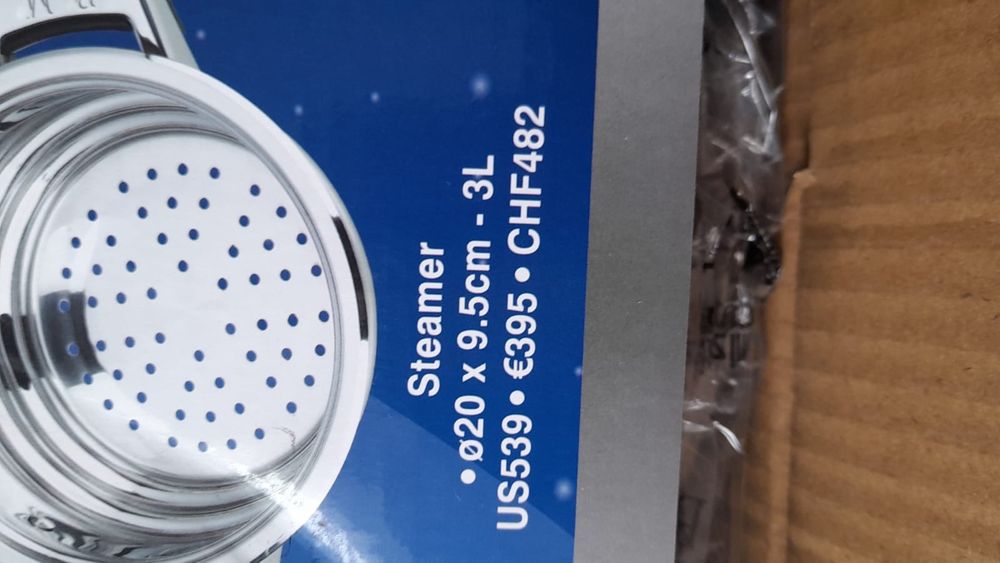 Steamer
• ø20 x 9.5cm - 3L
US539 • €395 • CHF482